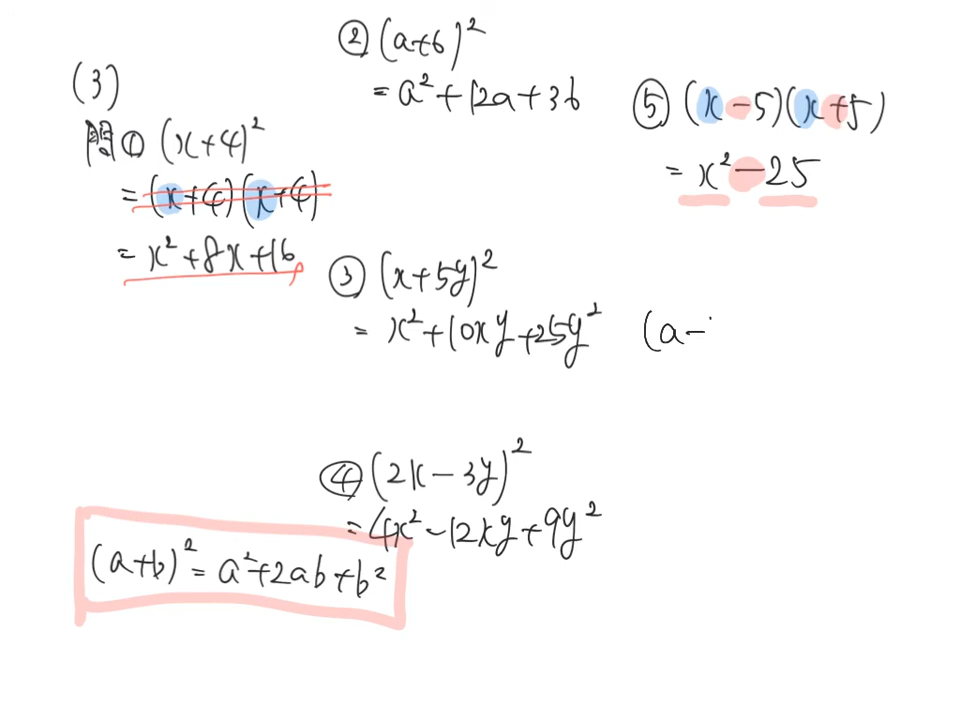 (3)
問① (x+4)²
= (x+4)(x+4)
= x²+8x+16
② (a+6)²
= a²+12a+36
③ (x+5y)²
= x²+10xy+25y²
④ (2x-3y)²
= 4x²-12xy+9y²
(a+b)² = a²+2ab+b²
⑤ (x-5)(x+5)
= x²-25
(a-